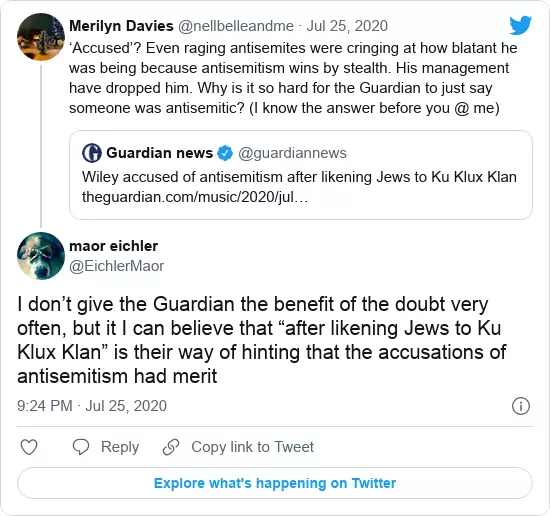 Merilyn Davies @nellbelleandme · Jul 25, 2020
‘Accused’? Even raging antisemites were cringing at how blatant he
was being because antisemitism wins by stealth. His management
have dropped him. Why is it so hard for the Guardian to just say
someone was antisemitic? (I know the answer before you @ me)
Guardian news @guardiannews
Wiley accused of antisemitism after likening Jews to Ku Klux Klan
theguardian.com/music/2020/jul…
maor eichler
@EichlerMaor
I don’t give the Guardian the benefit of the doubt very
often, but it I can believe that “after likening Jews to Ku
Klux Klan” is their way of hinting that the accusations of
antisemitism had merit
9:24 PM · Jul 25, 2020
Reply Copy link to Tweet
Explore what's happening on Twitter